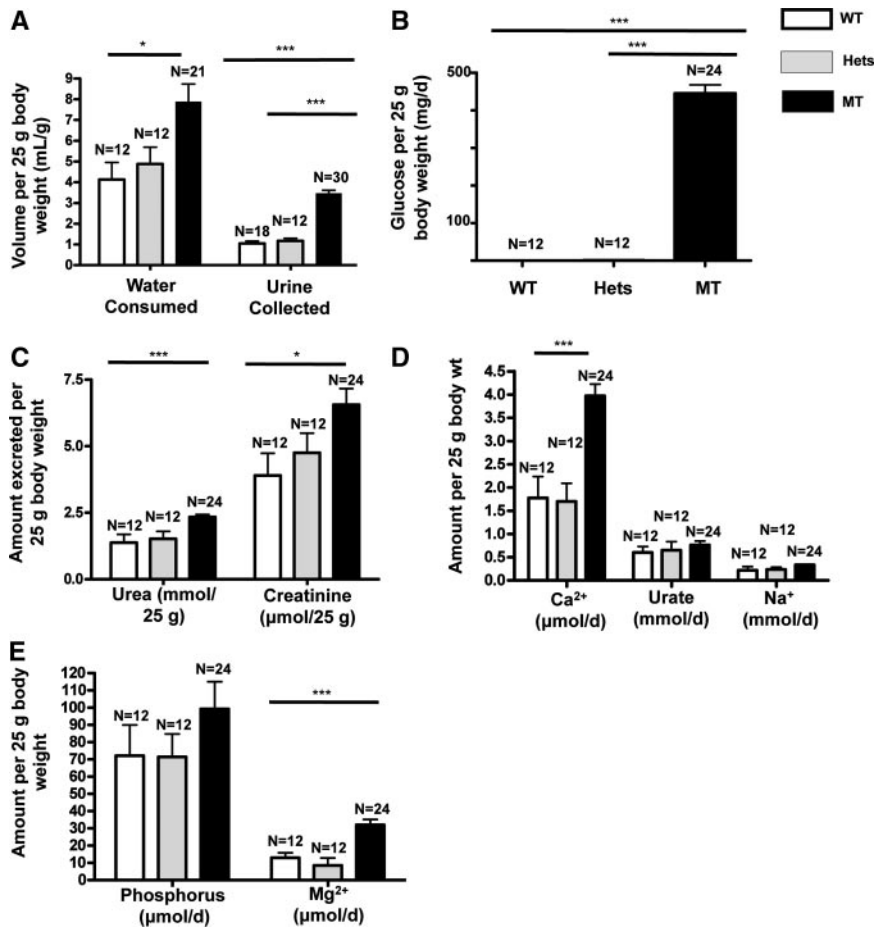 A
*
***
N=21
***
N=12
N=12
N=30
N=18
N=12
Volume per 25 g body
weight (mL/g)
9
8
7
6
5
4
3
2
1
0
Water
Consumed
Urine
Collected
B
***
***
N=24
500
100
Glucose per 25 g
body weight (mg/d)
N=12
N=12
WT
Hets
MT
WT
Hets
MT
C
***
*
N=24
N=12
N=12
N=12
N=12
N=24
Amount excreted per
25 g body weight
7.5
5.0
2.5
0.0
Urea (mmol/
25 g)
Creatinine
(µmol/25 g)
D
***
N=24
N=12
N=12
N=12
N=12
N=24
N=12
N=12
N=24
Amount per 25 g body wt
4.5
4.0
3.5
3.0
2.5
2.0
1.5
1.0
0.5
0.0
Ca²⁺
(µmol/d)
Urate
(mmol/d)
Na⁺
(mmol/d)
E
N=24
***
N=12
N=12
N=24
N=12
N=12
Amount per 25 g body
weight
120
110
100
90
80
70
60
50
40
30
20
10
0
Phosphorus
(µmol/d)
Mg²⁺
(µmol/d)